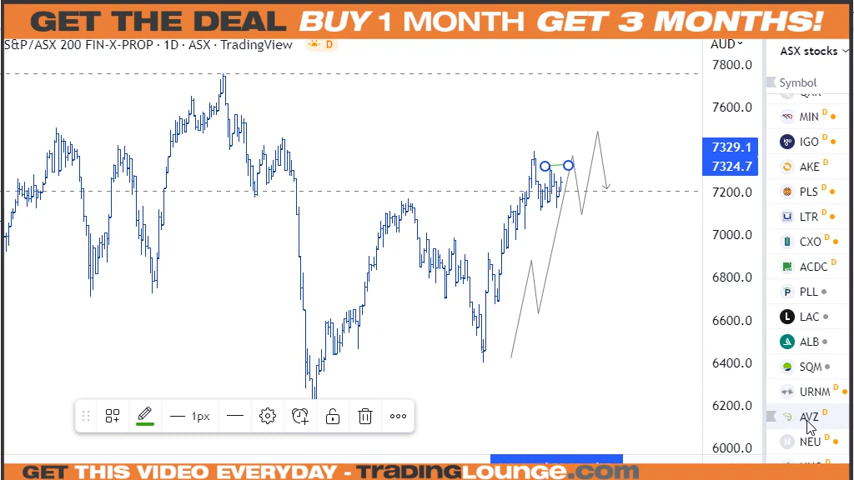 GET THE DEAL BUY 1 MONTH GET 3 MONTHS!
S&P/ASX 200 FIN-X-PROP · 1D · ASX · TradingView D
AUD
ASX stocks
7800.0
Symbol
7600.0
MIN D
7329.1
IGO D
7324.7
AKE D
7200.0
PLS D
LTR D
7000.0
CXO D
ACDC D
6800.0
PLL
6600.0
LAC
ALB
6400.0
SQM
URNM D
1px
AVZ D
6000.0
NEU D
GET THIS VIDEO EVERYDAY - TRADINGLOUNGE.com